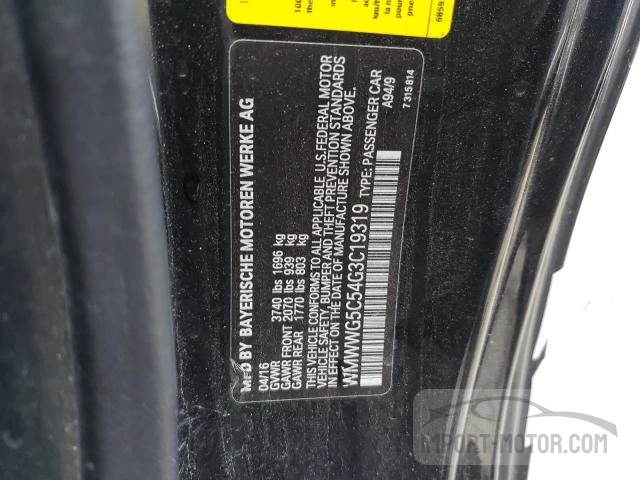 MFD BY BAYERISCHE MOTOREN WERKE AG
04/16
GVWR 3740 lbs 1696 kg
GAWR FRONT 2070 lbs 939 kg
GAWR REAR 1770 lbs 803 kg
THIS VEHICLE CONFORMS TO ALL APPLICABLE U.S.FEDERAL MOTOR
VEHICLE SAFETY, BUMPER AND THEFT PREVENTION STANDARDS
IN EFFECT ON THE DATE OF MANUFACTURE SHOWN ABOVE.
WMWWG5C54G3C19319 TYPE: PASSENGER CAR
A94/9
7 315 814
IMPORT-MOTOR.COM